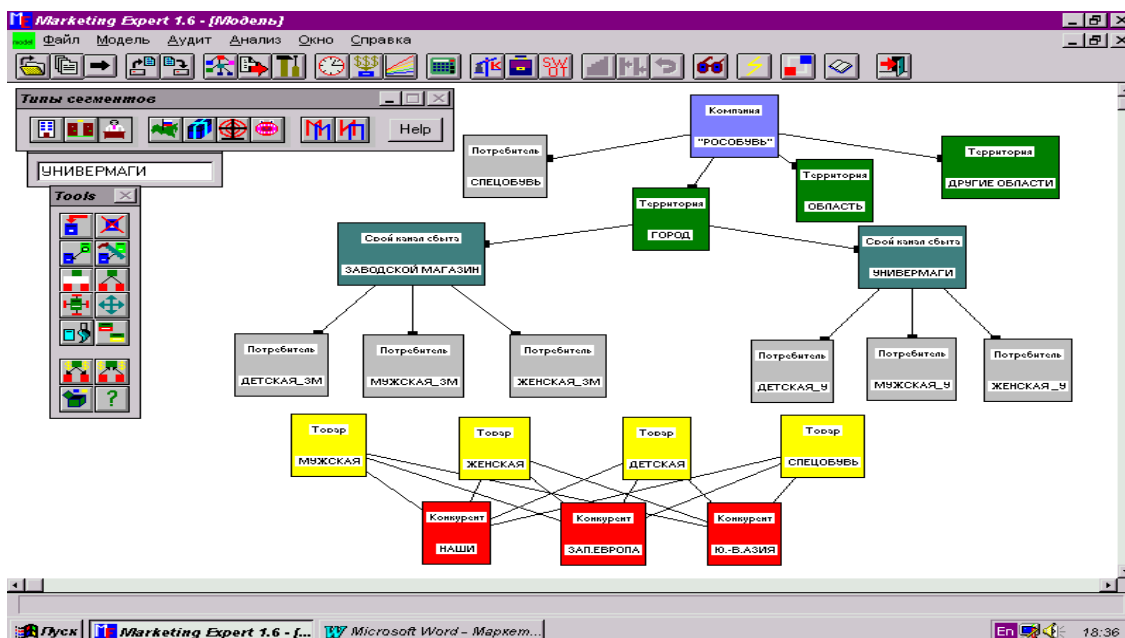 Marketing Expert 1.6 - [Модель]
Файл Модель Аудит Анализ Окно Справка
Типы сегментов
Help
УНИВЕРМАГИ
Tools
Компания
"РОСОБУВЬ"
Потребитель
СПЕЦОБУВЬ
Территория
ГОРОД
Территория
ОБЛАСТЬ
Территория
ДРУГИЕ ОБЛАСТИ
Свой канал сбыта
ЗАВОДСКОЙ МАГАЗИН
Свой канал сбыта
УНИВЕРМАГИ
Потребитель
ДЕТСКАЯ_ЗМ
Потребитель
МУЖСКАЯ_ЗМ
Потребитель
ЖЕНСКАЯ_ЗМ
Потребитель
ДЕТСКАЯ_У
Потребитель
МУЖСКАЯ_У
Потребитель
ЖЕНСКАЯ_У
Товар
МУЖСКАЯ
Товар
ЖЕНСКАЯ
Товар
ДЕТСКАЯ
Товар
СПЕЦОБУВЬ
Конкурент
НАШИ
Конкурент
ЗАП.ЕВРОПА
Конкурент
Ю.-В.АЗИЯ
Пуск Marketing Expert 1.6 - [... Microsoft Word - Маркет... En 18:36